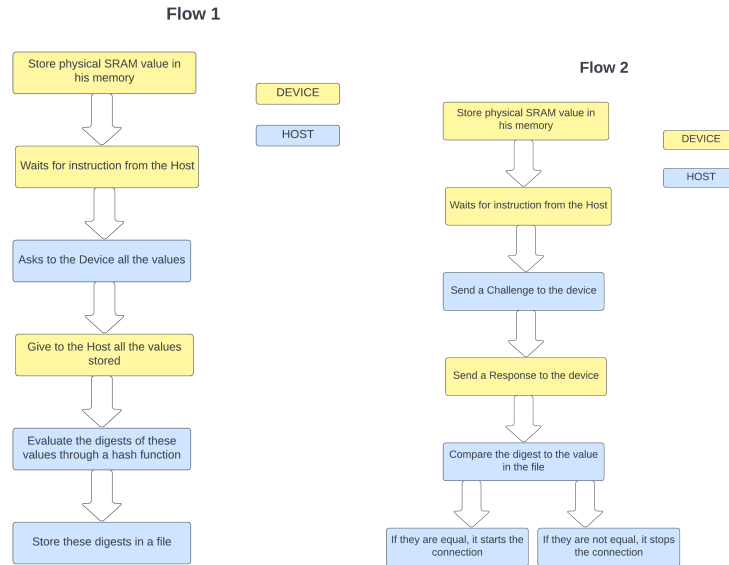 Flow 1
Store physical SRAM value in
his memory
DEVICE
HOST
Waits for instruction from the Host
Asks to the Device all the values
Give to the Host all the values
stored
Evaluate the digests of these
values through a hash function
Store these digests in a file
Flow 2
Store physical SRAM value in
his memory
DEVICE
HOST
Waits for instruction from the Host
Send a Challenge to the device
Send a Response to the device
Compare the digest to the value
in the file
If they are equal, it starts the
connection
If they are not equal, it stops
the connection